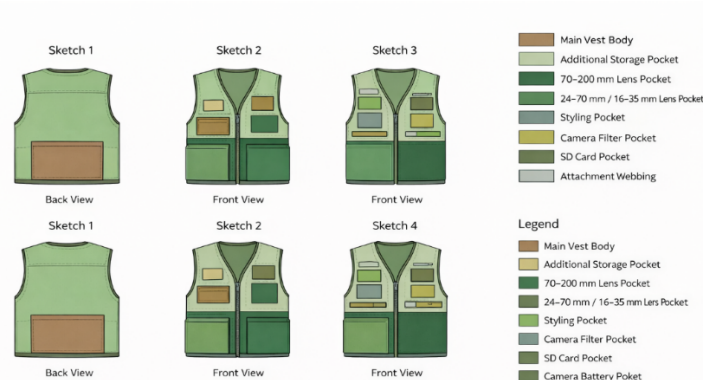 Sketch 1
Sketch 2
Sketch 3
Back View
Front View
Front View
Main Vest Body
Additional Storage Pocket
70–200 mm Lens Pocket
24–70 mm / 16–35 mm Lens Pocket
Styling Pocket
Camera Filter Pocket
SD Card Pocket
Attachment Webbing
Sketch 1
Sketch 2
Sketch 4
Back View
Front View
Front View
Legend
Main Vest Body
Additional Storage Pocket
70–200 mm Lens Pocket
24–70 mm / 16–35 mm Lers Pocket
Styling Pocket
Camera Filter Pocket
SD Card Pocket
Camera Battery Poket